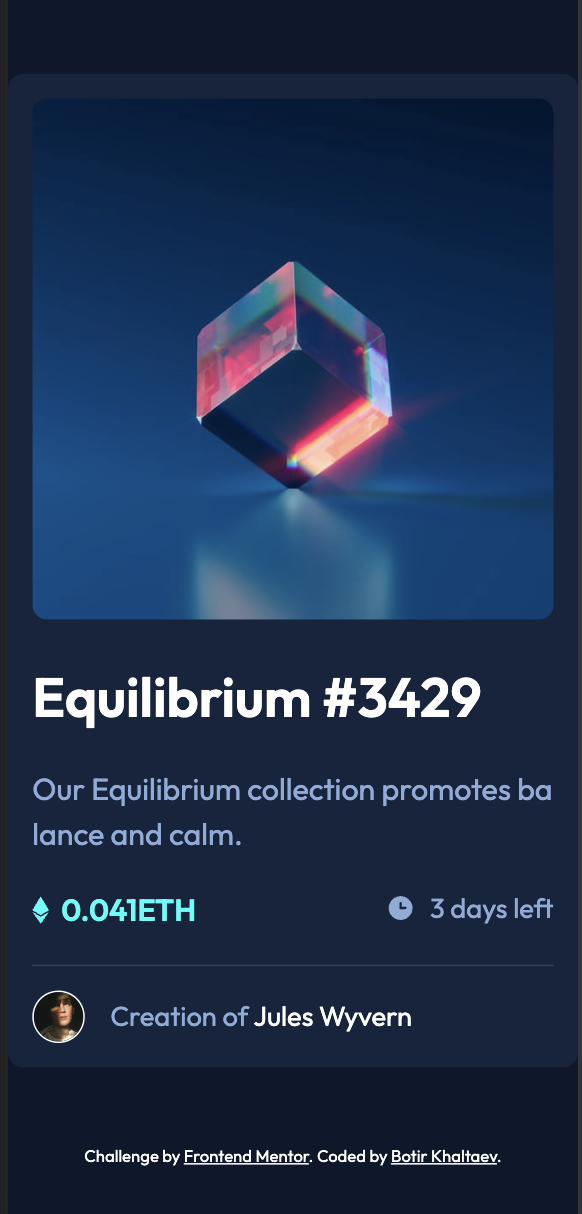 Equilibrium #3429
Our Equilibrium collection promotes ba
lance and calm.
0.041ETH
3 days left
Creation of Jules Wyvern
Challenge by Frontend Mentor. Coded by Botir Khaltaev.